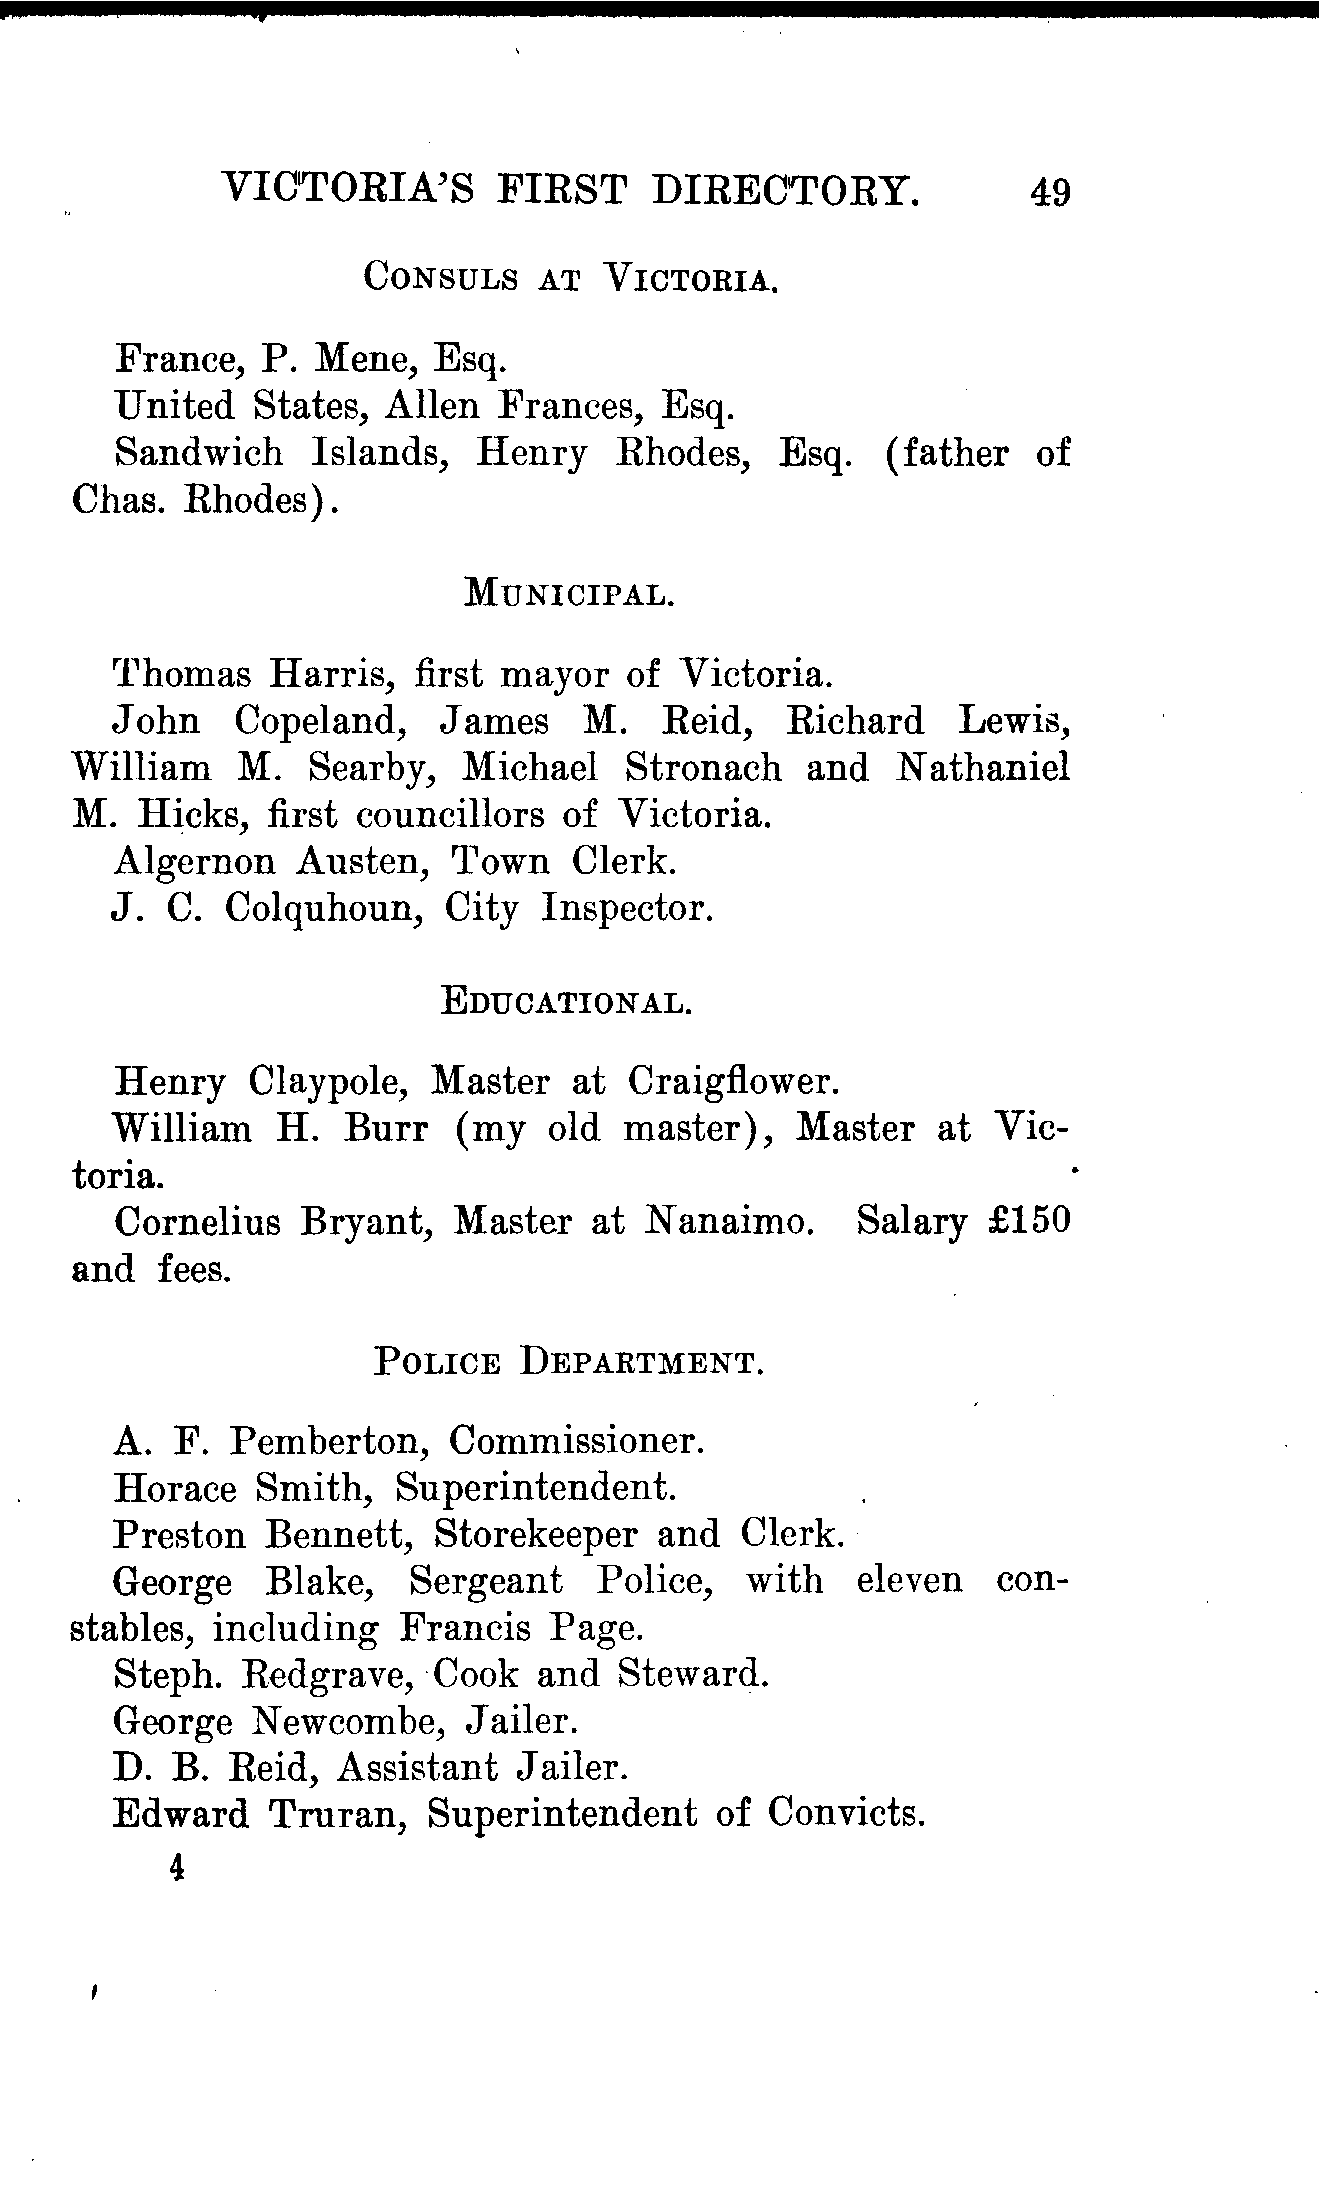 VICTORIA'S FIRST DIRECTORY. 49
CONSULS AT VICTORIA.
France, P. Mene, Esq.
United States, Allen Frances, Esq.
Sandwich Islands, Henry Rhodes, Esq. (father of
Chas. Rhodes).
MUNICIPAL.
Thomas Harris, first mayor of Victoria.
John Copeland, James M. Reid, Richard Lewis,
William M. Searby, Michael Stronach and Nathaniel
M. Hicks, first councillors of Victoria.
Algernon Austen, Town Clerk.
J. C. Colquhoun, City Inspector.
EDUCATIONAL.
Henry Claypole, Master at Craigflower.
William H. Burr (my old master), Master at Vic-
toria.
Cornelius Bryant, Master at Nanaimo. Salary £150
and fees.
POLICE DEPARTMENT.
A. F. Pemberton, Commissioner.
Horace Smith, Superintendent.
Preston Bennett, Storekeeper and Clerk.
George Blake, Sergeant Police, with eleven con-
stables, including Francis Page.
Steph. Redgrave, Cook and Steward.
George Newcombe, Jailer.
D. B. Reid, Assistant Jailer.
Edward Truran, Superintendent of Convicts.
4